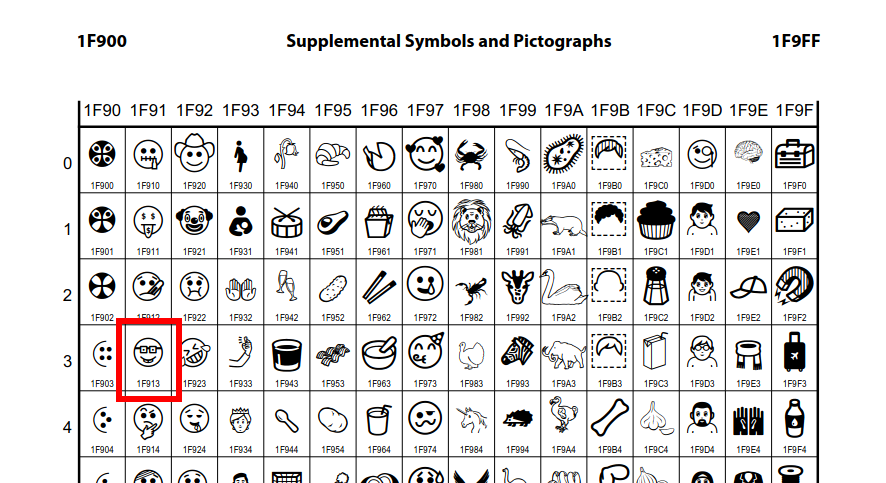 1F900 Supplemental Symbols and Pictographs 1F9FF
1F90 1F91 1F92 1F93 1F94 1F95 1F96 1F97 1F98 1F99 1F9A 1F9B 1F9C 1F9D 1F9E 1F9F
0
1F900 1F910 1F920 1F930 1F940 1F950 1F960 1F970 1F980 1F990 1F9A0 1F9B0 1F9C0 1F9D0 1F9E0 1F9F0
1
1F901 1F911 1F921 1F931 1F941 1F951 1F961 1F971 1F981 1F991 1F9A1 1F9B1 1F9C1 1F9D1 1F9E1 1F9F1
2
1F902 1F912 1F922 1F932 1F942 1F952 1F962 1F972 1F982 1F992 1F9A2 1F9B2 1F9C2 1F9D2 1F9E2 1F9F2
3
1F903 1F913 1F923 1F933 1F943 1F953 1F963 1F973 1F983 1F993 1F9A3 1F9B3 1F9C3 1F9D3 1F9E3 1F9F3
4
1F904 1F914 1F924 1F934 1F944 1F954 1F964 1F974 1F984 1F994 1F9A4 1F9B4 1F9C4 1F9D4 1F9E4 1F9F4